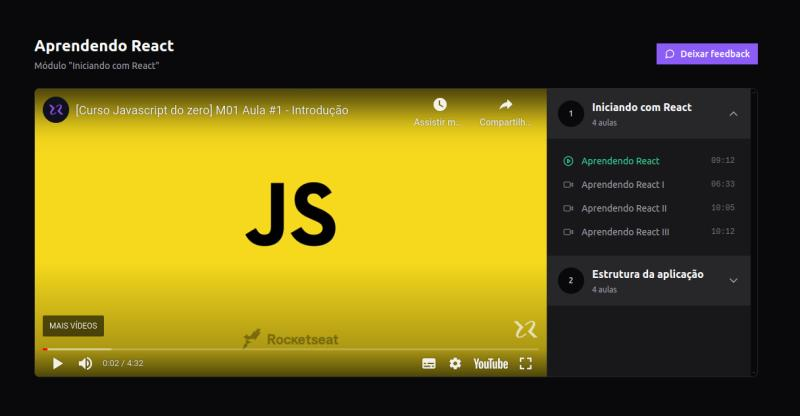 Aprendendo React
Módulo "Iniciando com React"
Deixar feedback
[Curso Javascript do zero] M01 Aula #1 - Introdução
Assistir m...
Compartilh...
JS
MAIS VÍDEOS
Rocketseat
0:02 / 4:32
YouTube
1
Iniciando com React
4 aulas
Aprendendo React 09:12
Aprendendo React I 06:33
Aprendendo React II 10:05
Aprendendo React III 10:12
2
Estrutura da aplicação
4 aulas